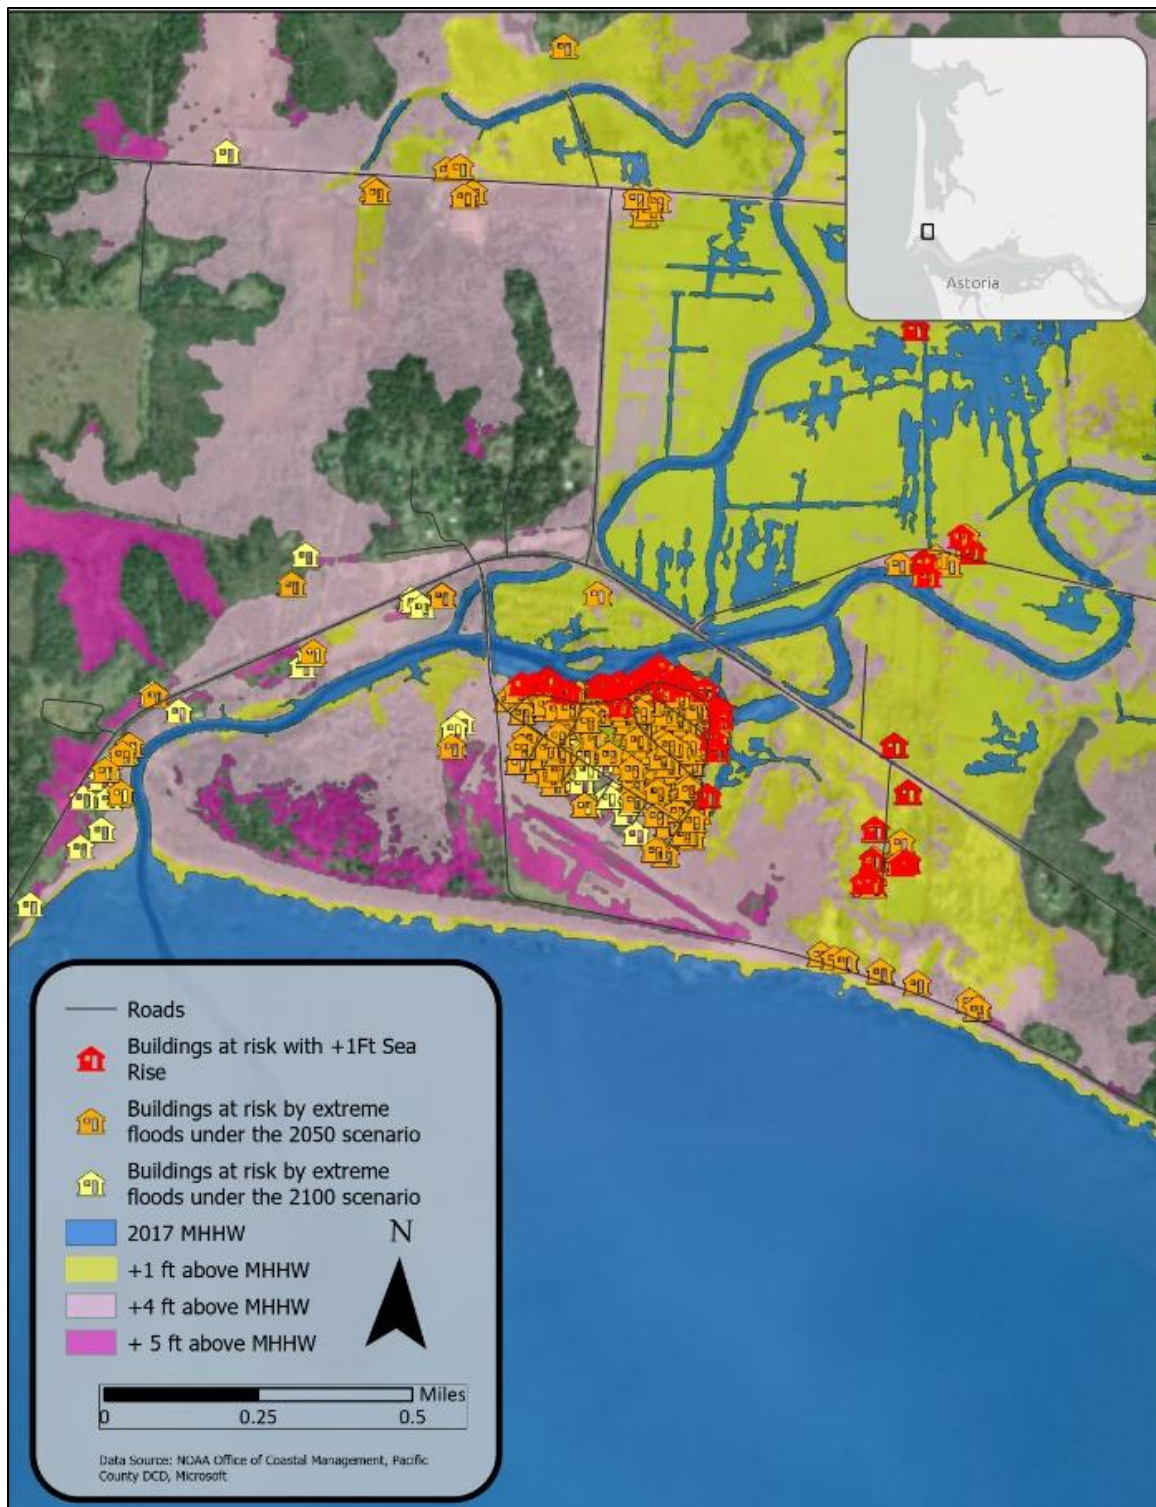 Astoria
Roads
Buildings at risk with +1Ft Sea
Rise
Buildings at risk by extreme
floods under the 2050 scenario
Buildings at risk by extreme
floods under the 2100 scenario
2017 MHHW
N
+1 ft above MHHW
+4 ft above MHHW
+ 5 ft above MHHW
Miles
0 0.25 0.5
Data Source: NOAA Office of Coastal Management, Pacific
County DCD, Microsoft